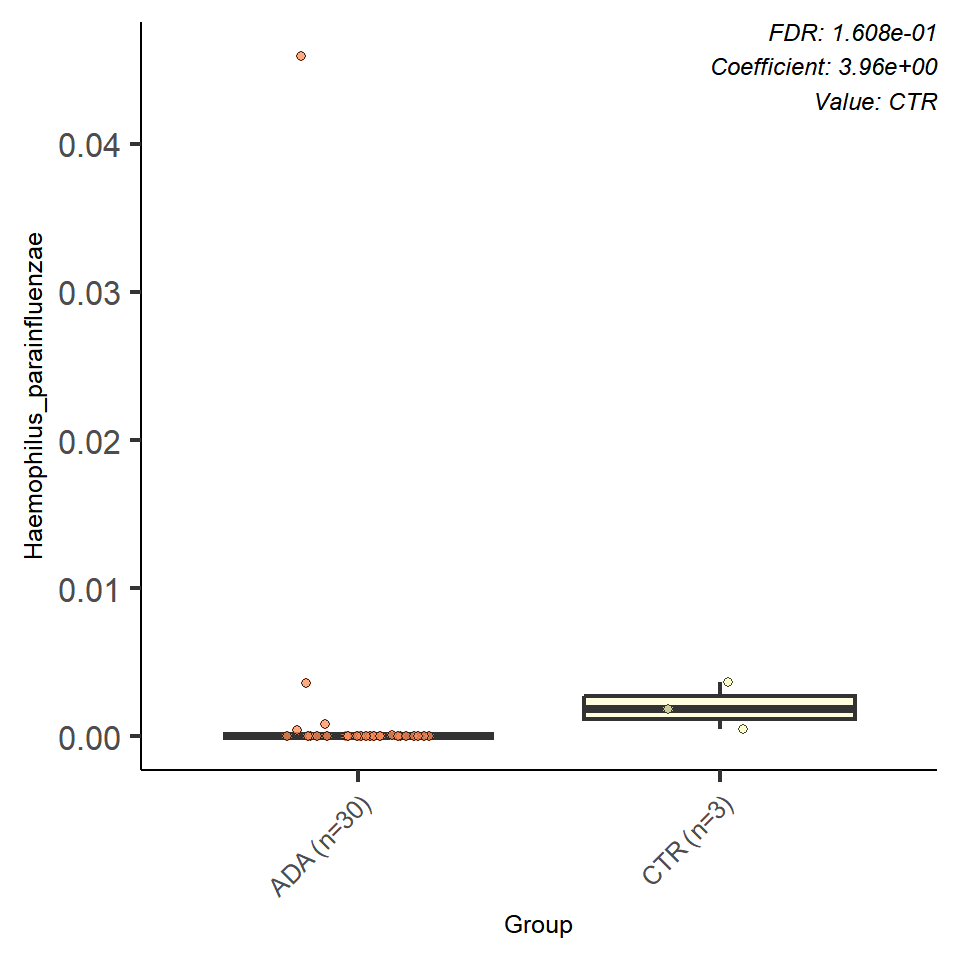 FDR: 1.608e-01
Coefficient: 3.96e+00
Value: CTR
Haemophilus_parainfluenzae
0.04
0.03
0.02
0.01
0.00
ADA (n=30)
CTR (n=3)
Group